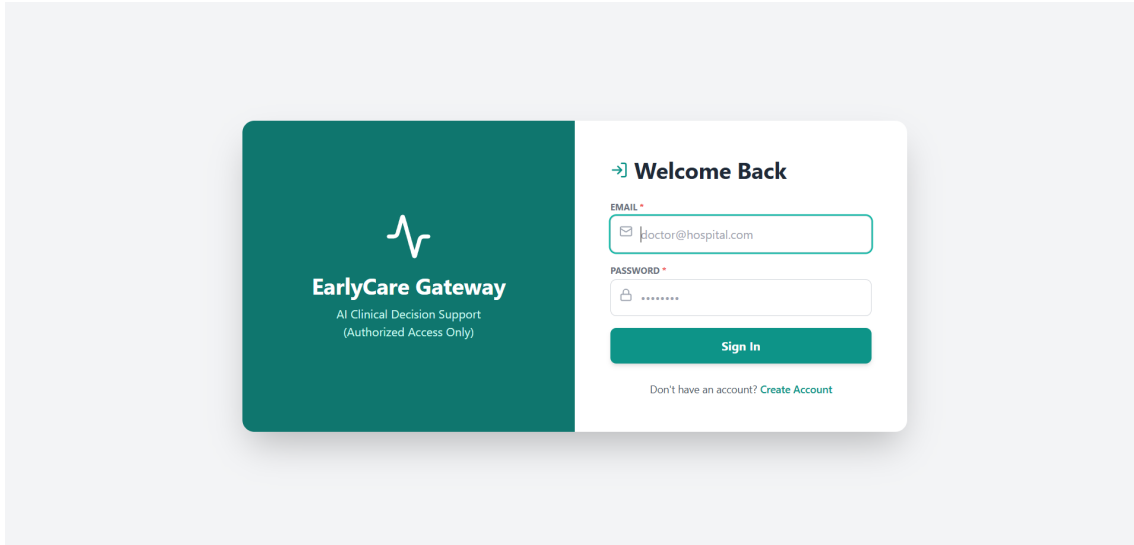 EarlyCare Gateway
AI Clinical Decision Support
(Authorized Access Only)
Welcome Back
EMAIL *
doctor@hospital.com
PASSWORD *
••••••••
Sign In
Don't have an account? Create Account